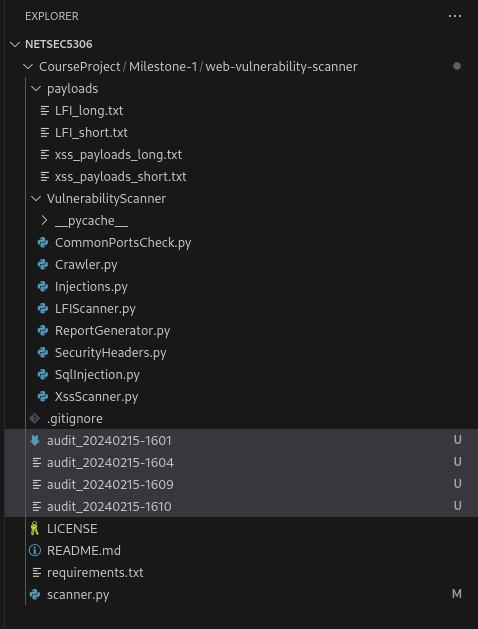 EXPLORER ...
NETSEC5306
CourseProject / Milestone-1 / web-vulnerability-scanner
payloads
LFI_long.txt
LFI_short.txt
xss_payloads_long.txt
xss_payloads_short.txt
VulnerabilityScanner
__pycache__
CommonPortsCheck.py
Crawler.py
Injections.py
LFIScanner.py
ReportGenerator.py
SecurityHeaders.py
SqlInjection.py
XssScanner.py
.gitignore
audit_20240215-1601 U
audit_20240215-1604 U
audit_20240215-1609 U
audit_20240215-1610 U
LICENSE
README.md
requirements.txt
scanner.py M